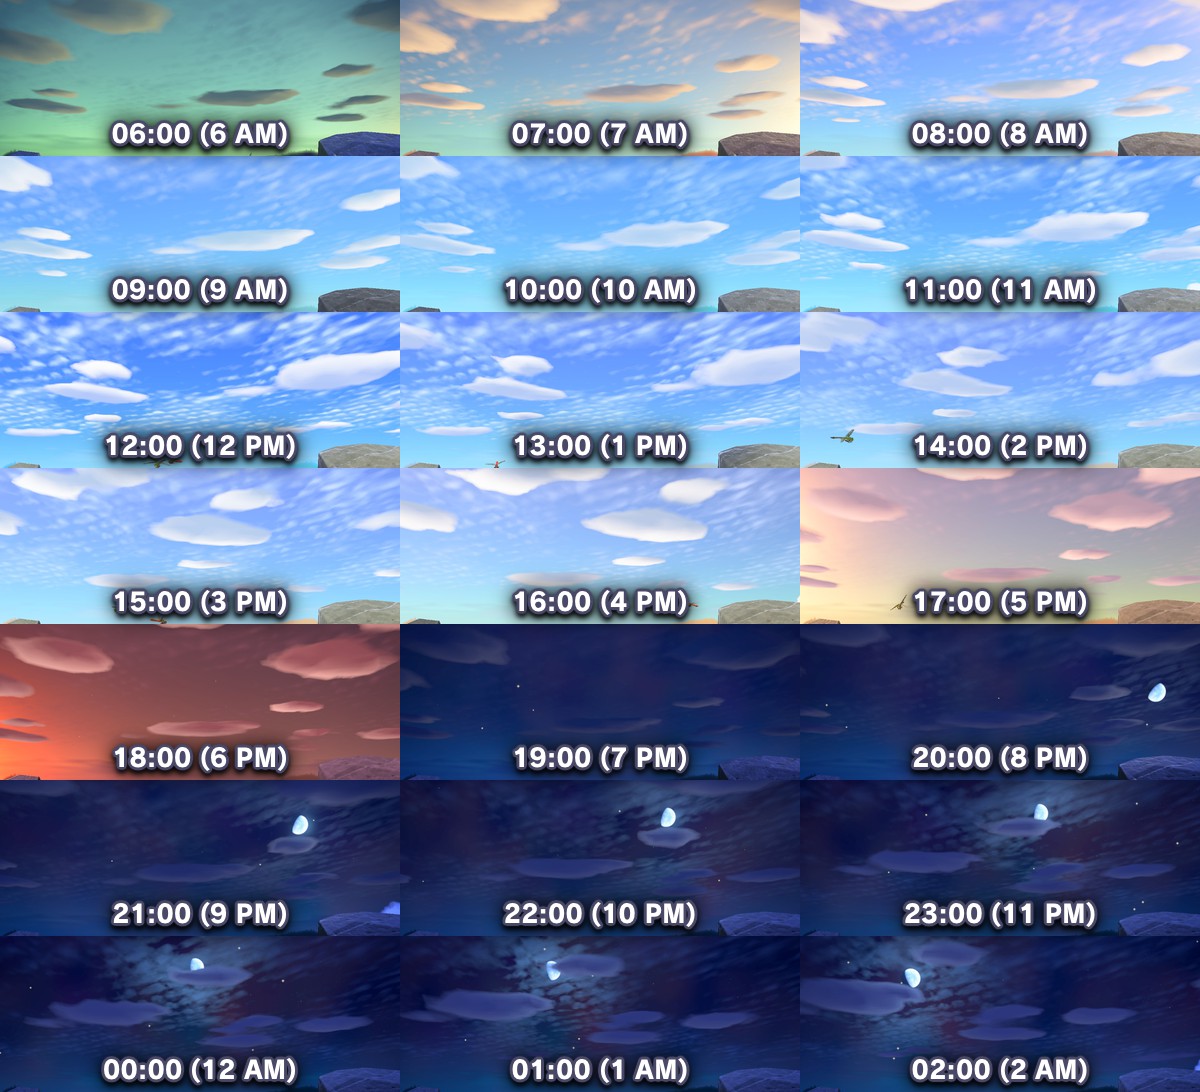 06:00 (6 AM)
07:00 (7 AM)
08:00 (8 AM)
09:00 (9 AM)
10:00 (10 AM)
11:00 (11 AM)
12:00 (12 PM)
13:00 (1 PM)
14:00 (2 PM)
15:00 (3 PM)
16:00 (4 PM)
17:00 (5 PM)
18:00 (6 PM)
19:00 (7 PM)
20:00 (8 PM)
21:00 (9 PM)
22:00 (10 PM)
23:00 (11 PM)
00:00 (12 AM)
01:00 (1 AM)
02:00 (2 AM)